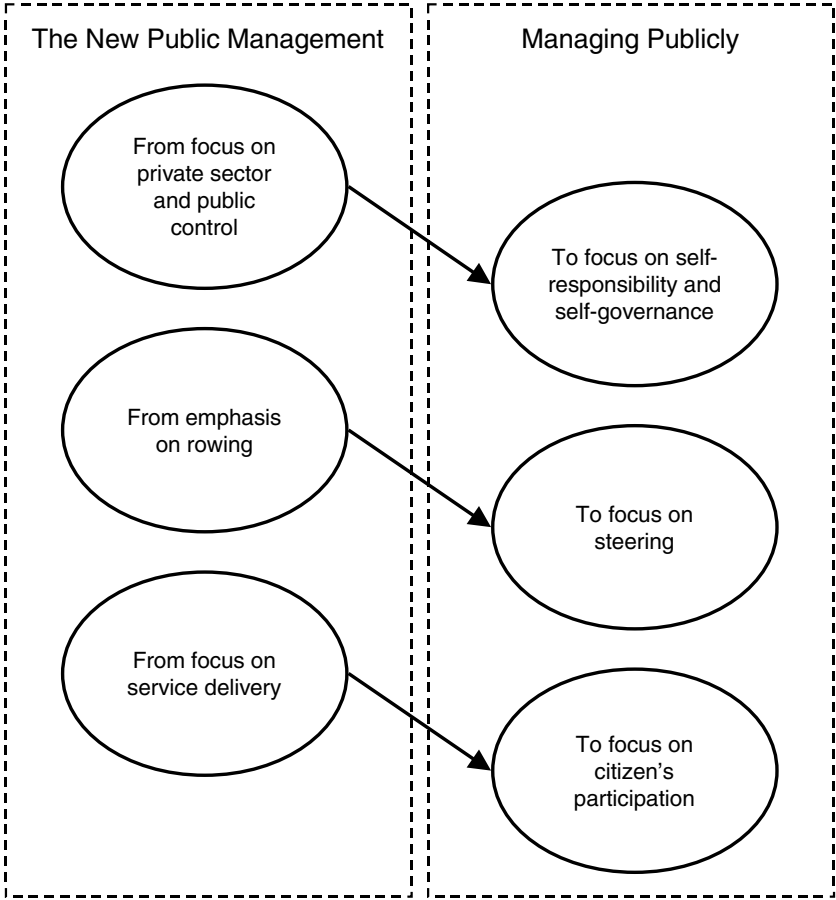 The New Public Management
From focus on
private sector
and public
control
From emphasis
on rowing
From focus on
service delivery
Managing Publicly
To focus on self-
responsibility and
self-governance
To focus on
steering
To focus on
citizen’s
participation